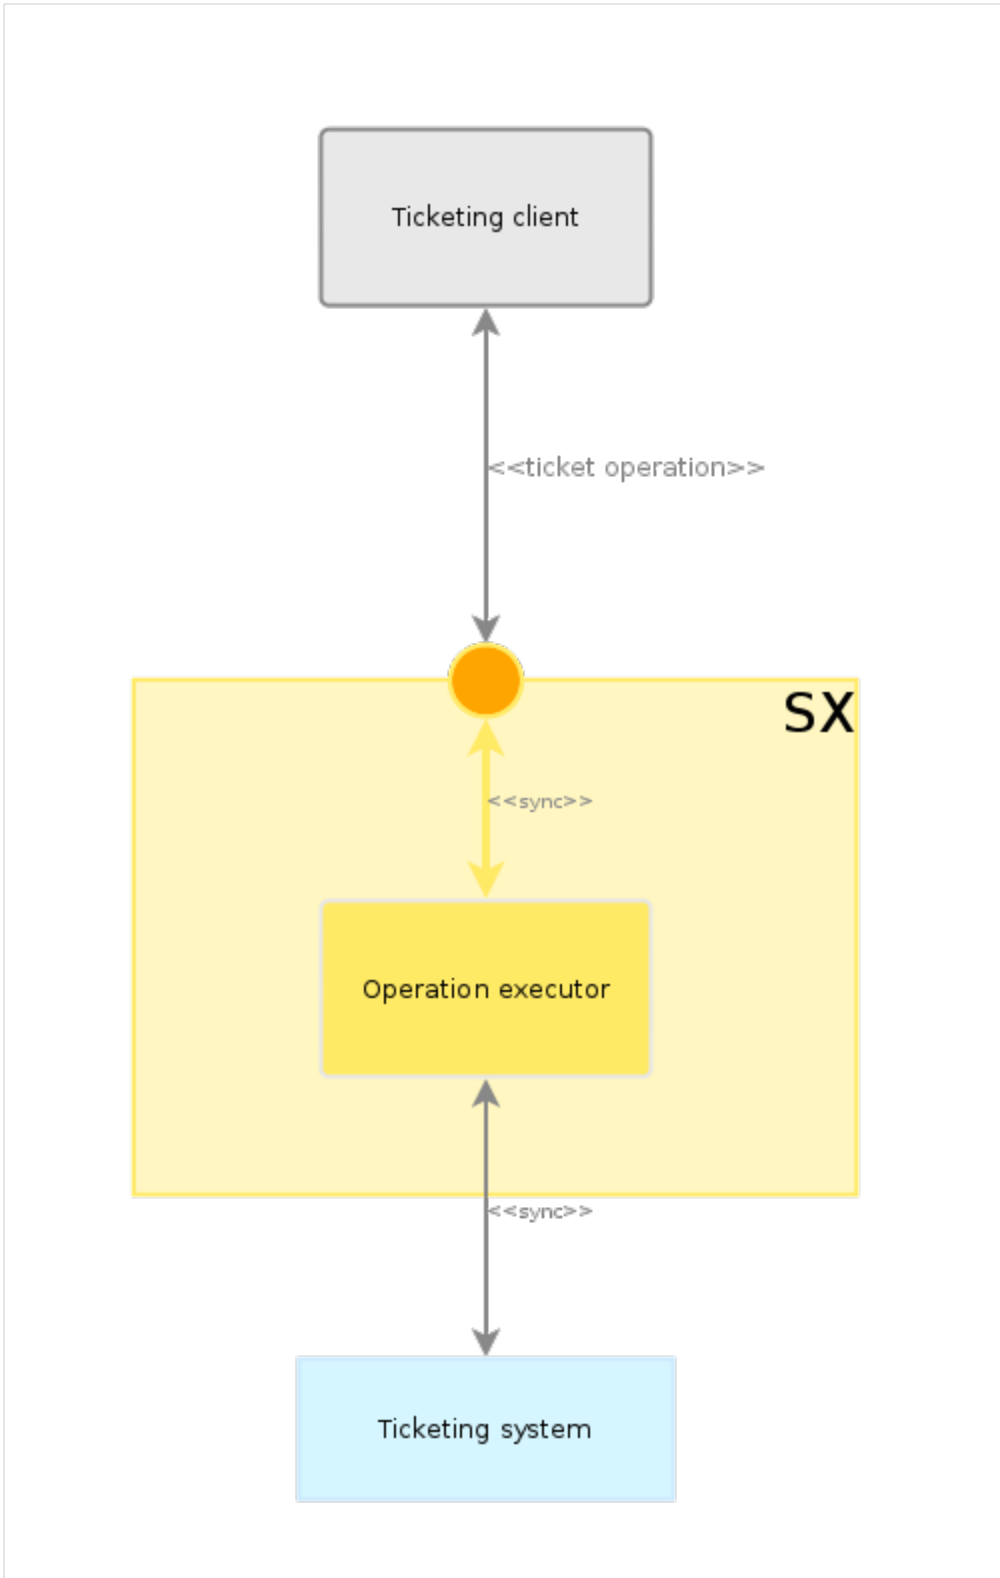 Ticketing client
<<ticket operation>>
SX
<<sync>>
Operation executor
<<sync>>
Ticketing system